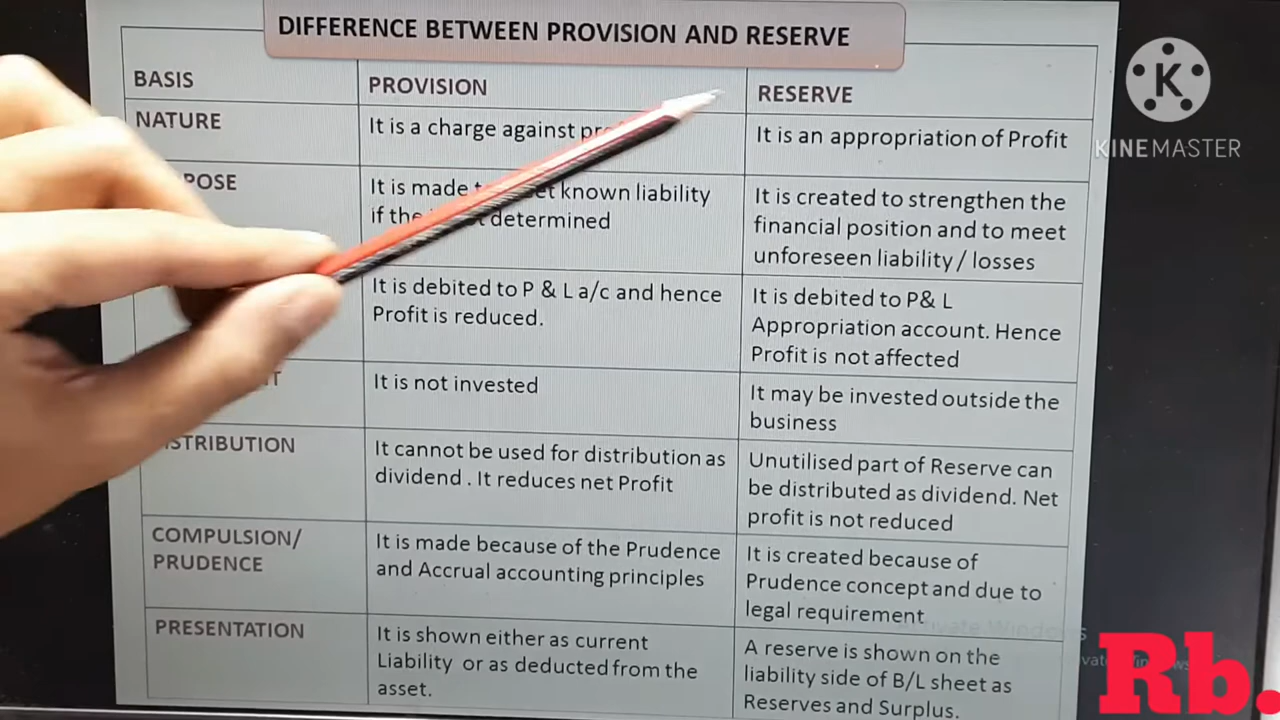 DIFFERENCE BETWEEN PROVISION AND RESERVE
BASIS
PROVISION
RESERVE
NATURE
It is a charge against
It is an appropriation of Profit
It is made known liability
if the determined
It is created to strengthen the
financial position and to meet
unforeseen liability / losses
It is debited to P & L a/c and hence
Profit is reduced.
It is debited to P& L
Appropriation account. Hence
Profit is not affected
It is not invested
It may be invested outside the
business
DISTRIBUTION
It cannot be used for distribution as
dividend . It reduces net Profit
Unutilised part of Reserve can
be distributed as dividend. Net
profit is not reduced
COMPULSION/
PRUDENCE
It is made because of the Prudence
and Accrual accounting principles
It is created because of
Prudence concept and due to
legal requirement
PRESENTATION
It is shown either as current
Liability or as deducted from the
asset.
A reserve is shown on the
liability side of B/L sheet as
Reserves and Surplus.
K
KINEMASTER
Activate Windows
Rb.